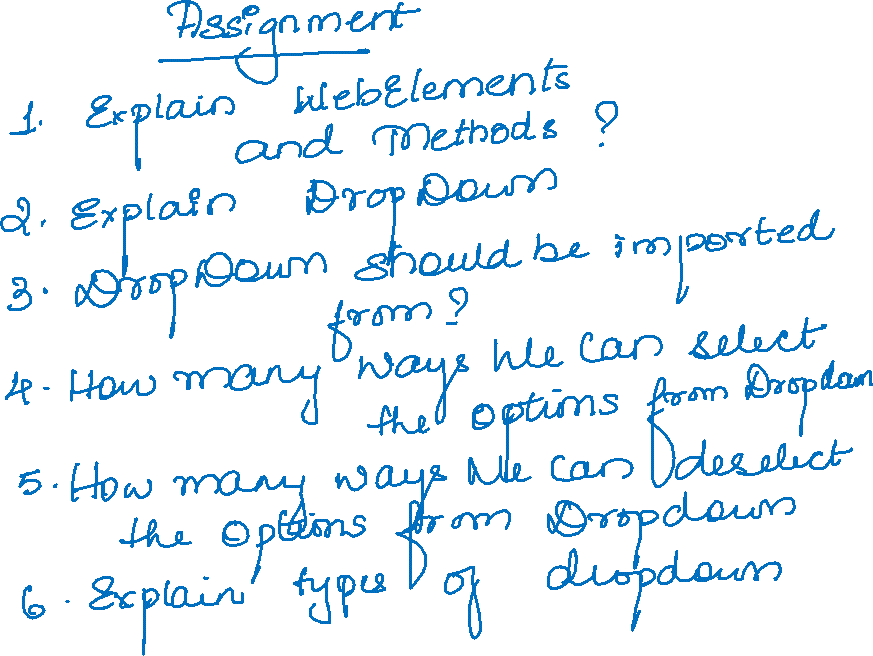 Assignment
1. Explain WebElements
and Methods ?
2. Explain DropDown
3. DropDown should be imported
from ?
4. How many ways We can select
the options from Dropdown
5. How many ways We can deselect
the options from Dropdown
6. Explain types of dropdown